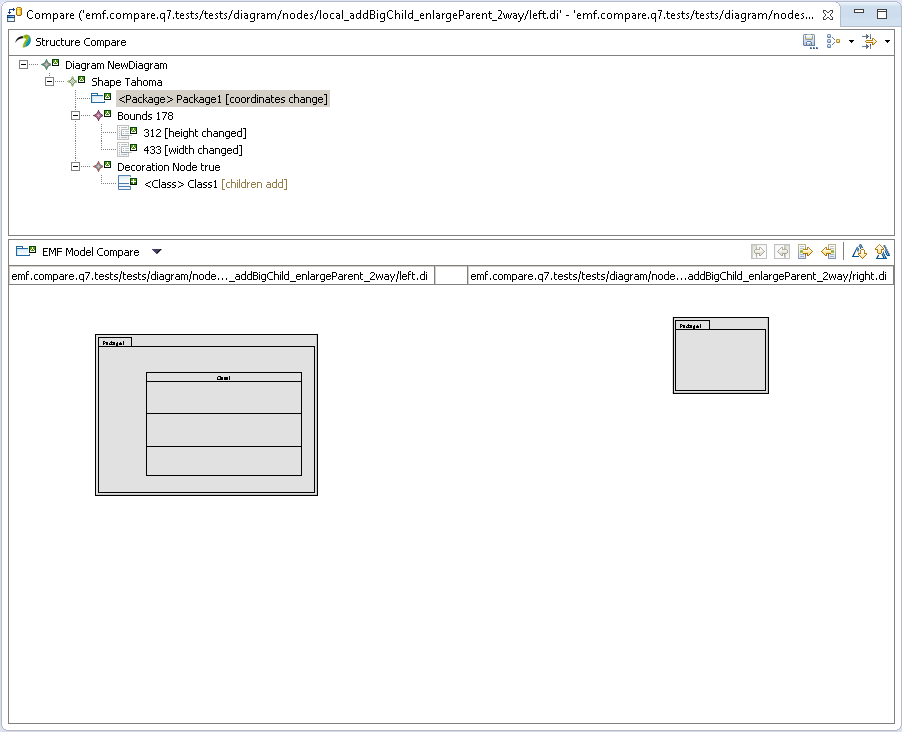 Compare ('emf.compare.q7.tests/tests/diagram/nodes/local_addBigChild_enlargeParent_2way/left.di' - 'emf.compare.q7.tests/tests/diagram/nodes...
Structure Compare
Diagram NewDiagram
Shape Tahoma
<Package> Package1 [coordinates change]
Bounds 178
312 [height changed]
433 [width changed]
Decoration Node true
<Class> Class1 [children add]
EMF Model Compare
emf.compare.q7.tests/tests/diagram/node..._addBigChild_enlargeParent_2way/left.di
emf.compare.q7.tests/tests/diagram/node...addBigChild_enlargeParent_2way/right.di
Package1
Package1
Class1